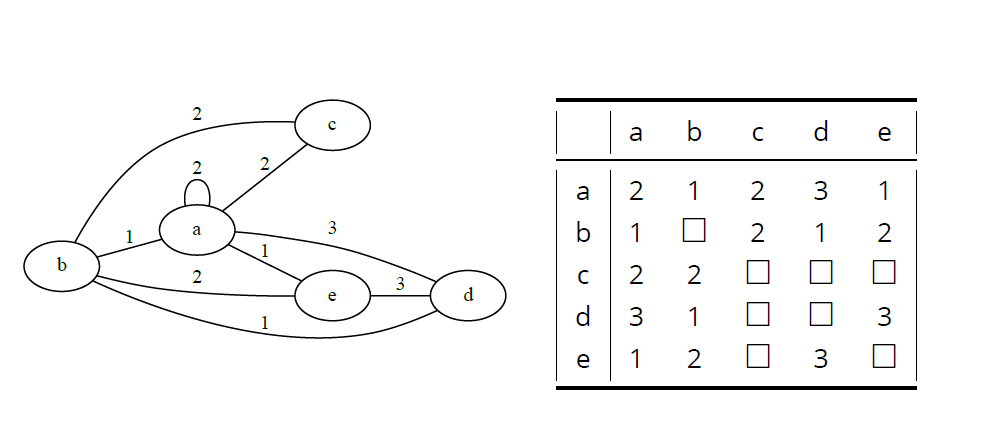 2
c
2
2
a
3
1
1
b
2
e
3
d
1
a b c d e
a 2 1 2 3 1
b 1 □ 2 1 2
c 2 2 □ □ □
d 3 1 □ □ 3
e 1 2 □ 3 □